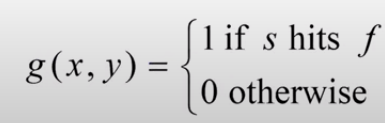 g(x, y) = { 1 if s hits f
0 otherwise